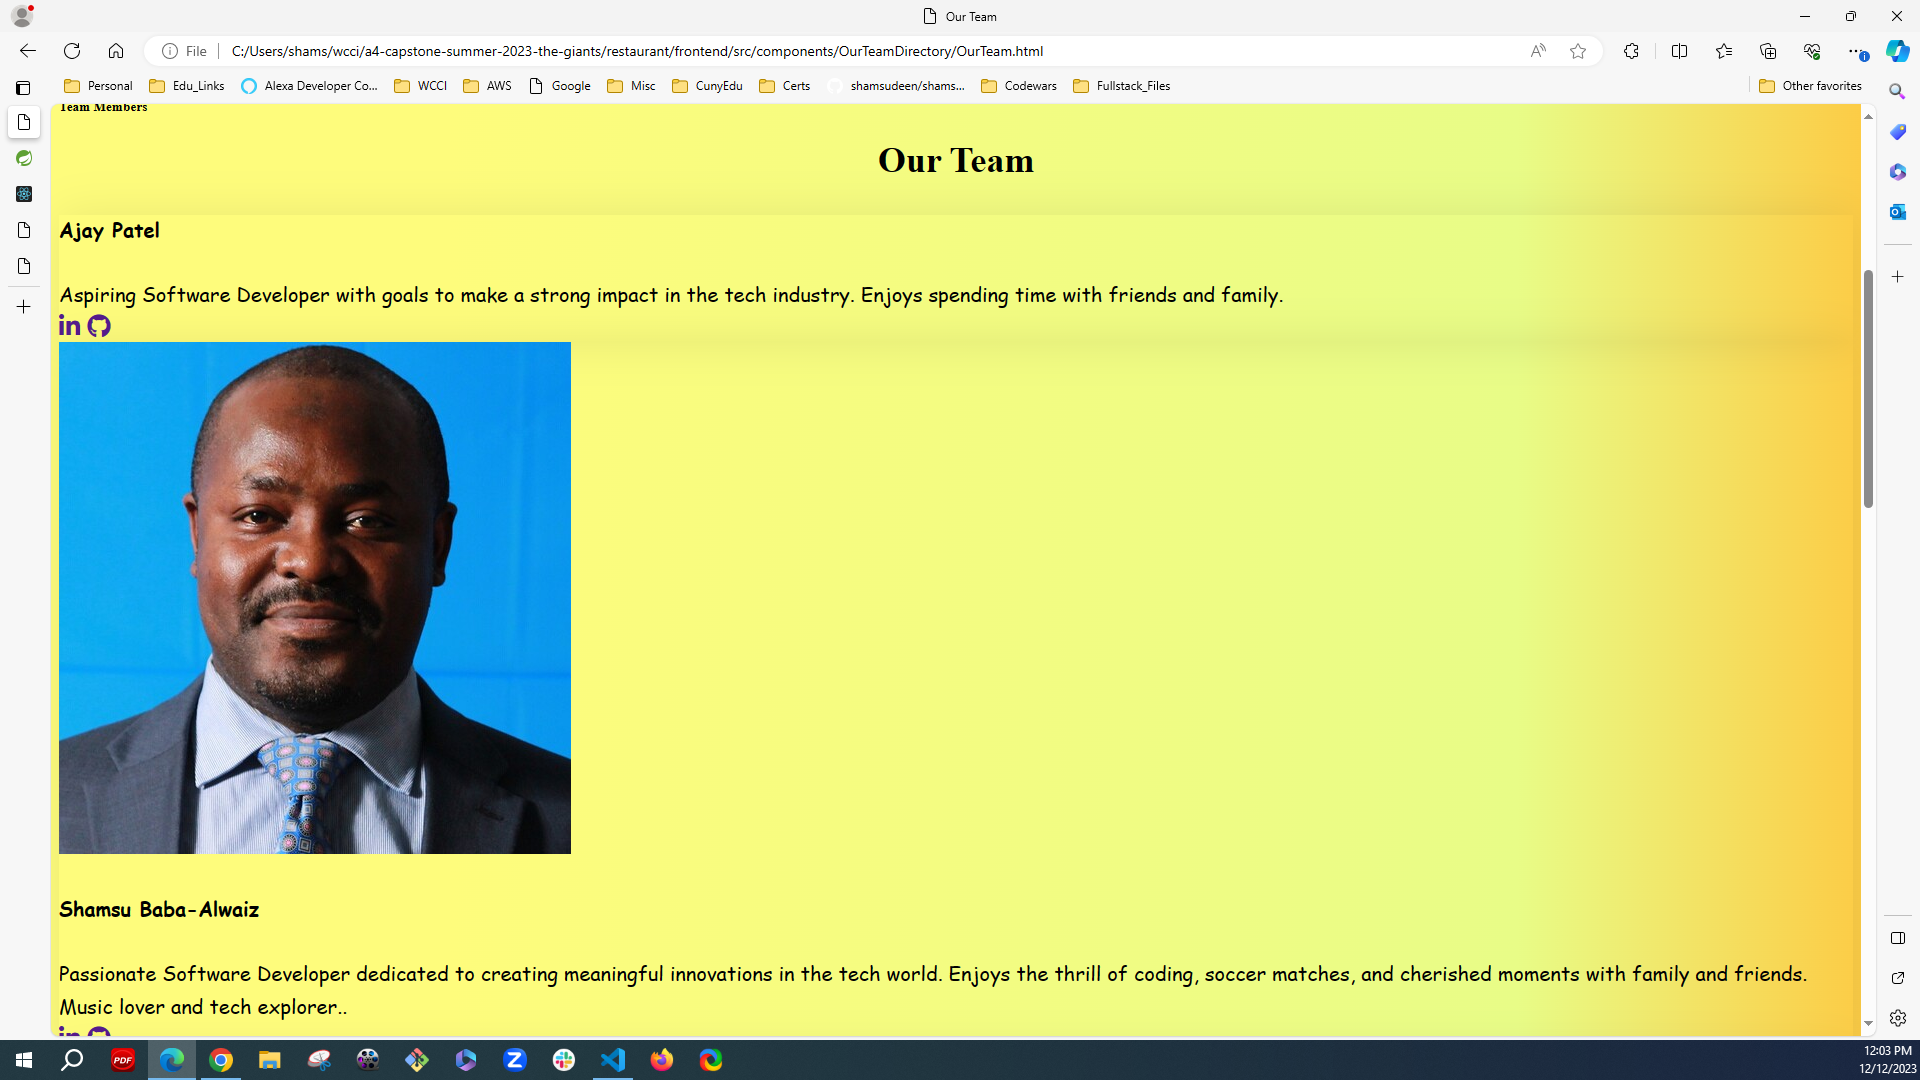 Our Team
File
C:/Users/shams/wcci/a4-capstone-summer-2023-the-giants/restaurant/frontend/src/components/OurTeamDirectory/OurTeam.html
Personal Edu_Links Alexa Developer Co... WCCI AWS Google Misc CunyEdu Certs shamsudeen/shams... Codewars Fullstack_Files Other favorites
Team Members
Our Team
Ajay Patel
Aspiring Software Developer with goals to make a strong impact in the tech industry. Enjoys spending time with friends and family.
in
Shamsu Baba-Alwaiz
Passionate Software Developer dedicated to creating meaningful innovations in the tech world. Enjoys the thrill of coding, soccer matches, and cherished moments with family and friends.
Music lover and tech explorer..
PDF
12:03 PM
12/12/2023